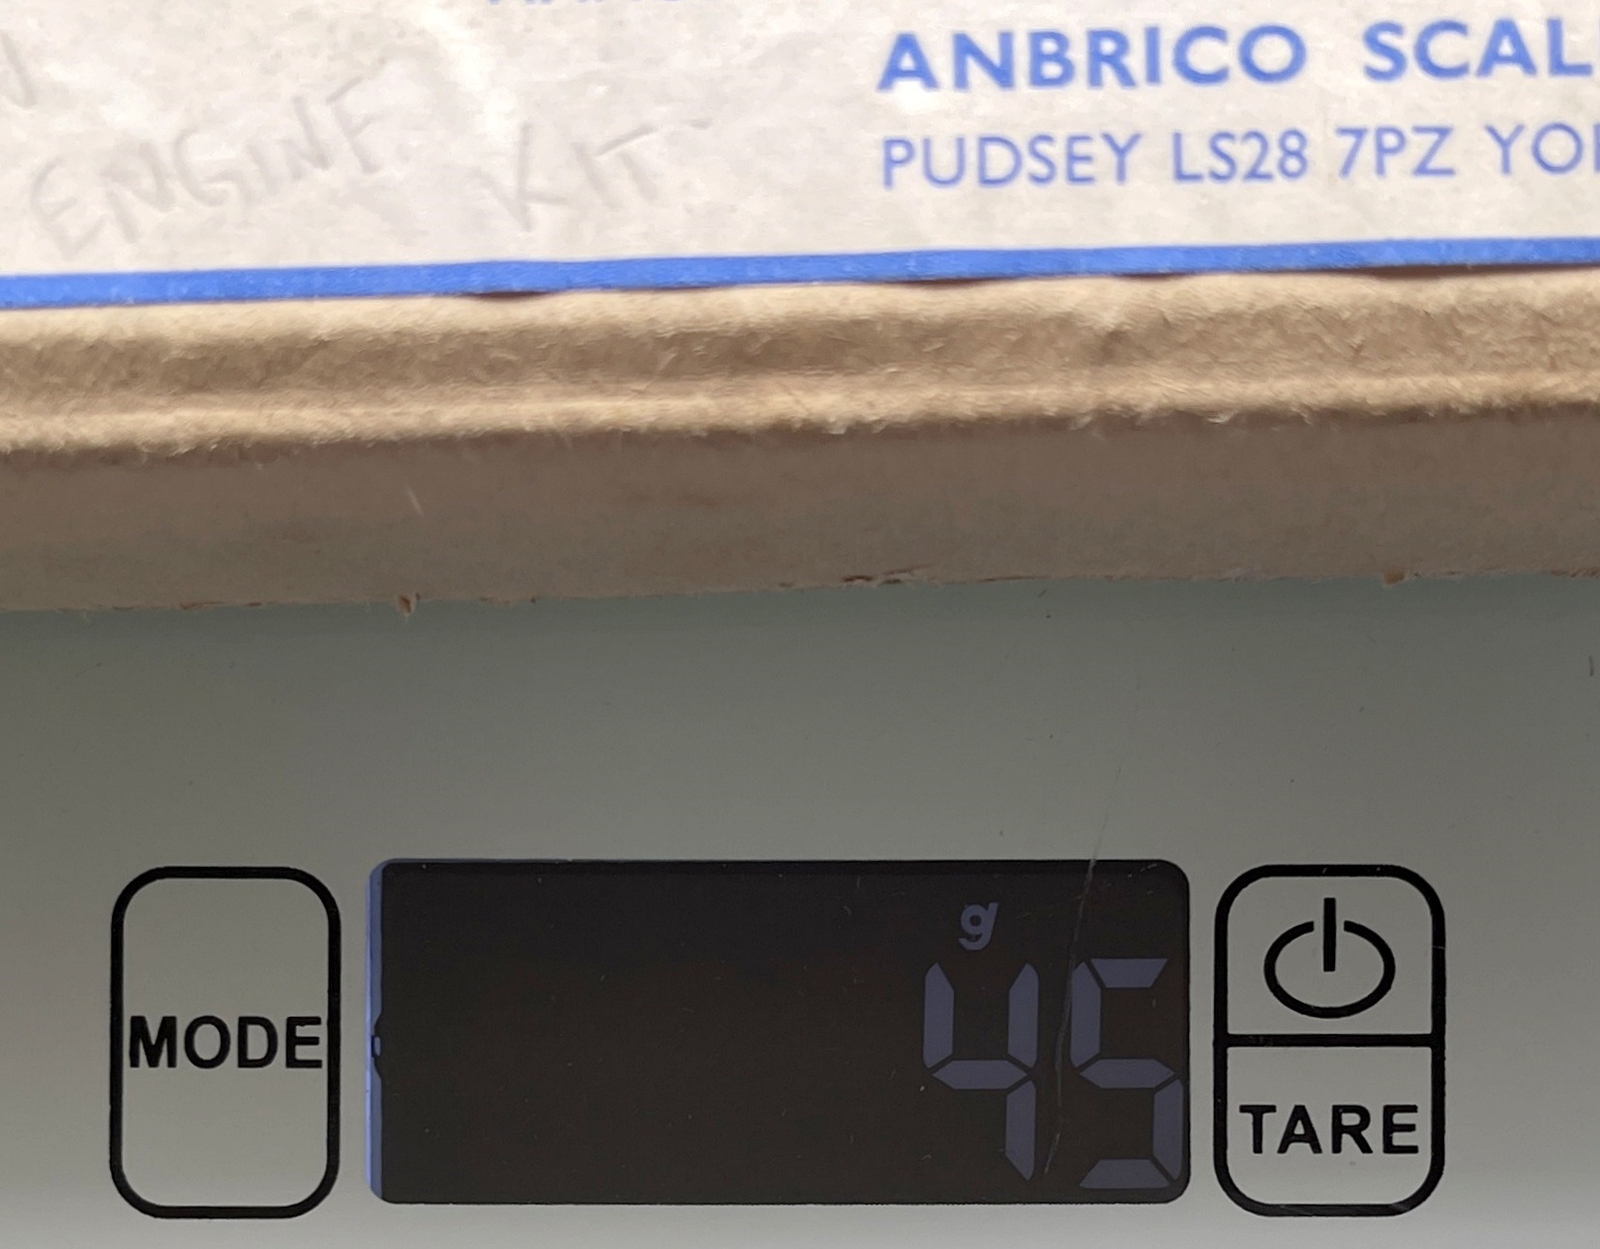 ANBRICO SCAL
ENGINE KIT
PUDSEY LS28 7PZ YO
g
45
MODE
TARE